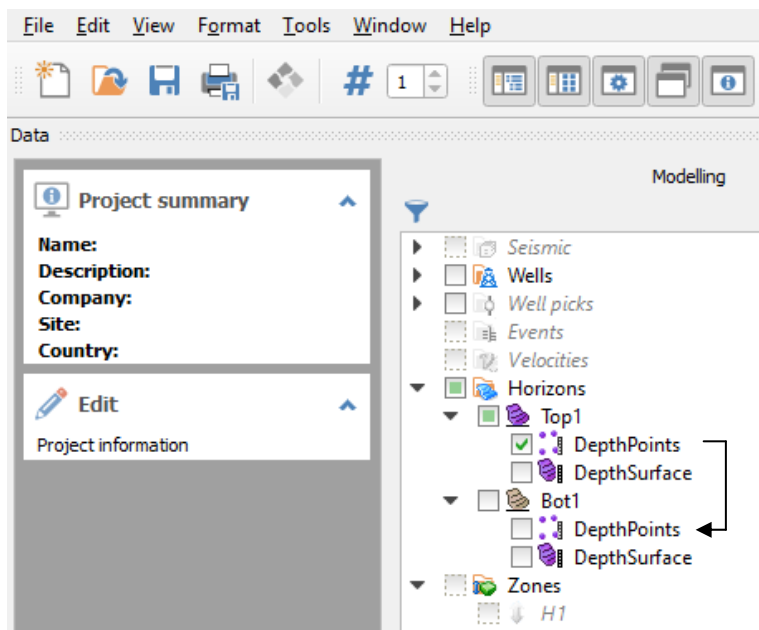 File Edit View Format Tools Window Help
# 1
Data
Project summary
Name:
Description:
Company:
Site:
Country:
Edit
Project information
Modelling
Seismic
Wells
Well picks
Events
Velocities
Horizons
Top1
DepthPoints
DepthSurface
Bot1
DepthPoints
DepthSurface
Zones
H1